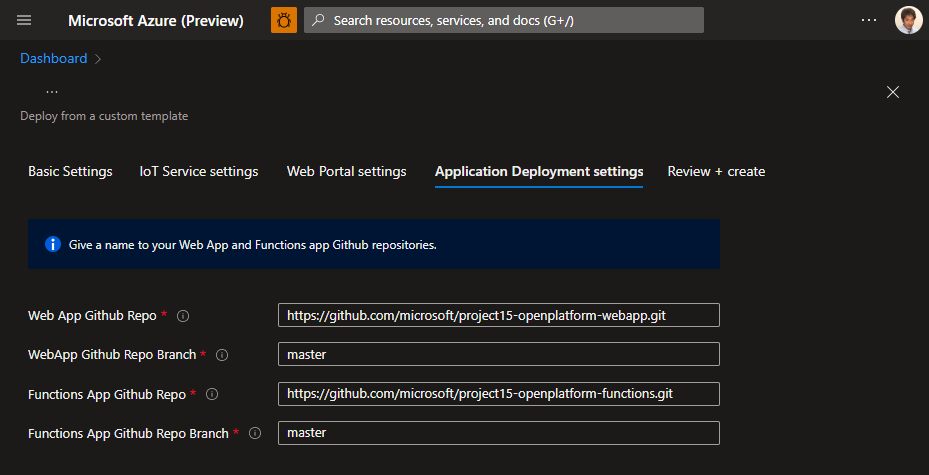 Microsoft Azure (Preview)
Search resources, services, and docs (G+/)
...
Dashboard >
...
Deploy from a custom template
Basic Settings
IoT Service settings
Web Portal settings
Application Deployment settings
Review + create
Give a name to your Web App and Functions app Github repositories.
Web App Github Repo *
https://github.com/microsoft/project15-openplatform-webapp.git
WebApp Github Repo Branch *
master
Functions App Github Repo *
https://github.com/microsoft/project15-openplatform-functions.git
Functions App Github Repo Branch *
master